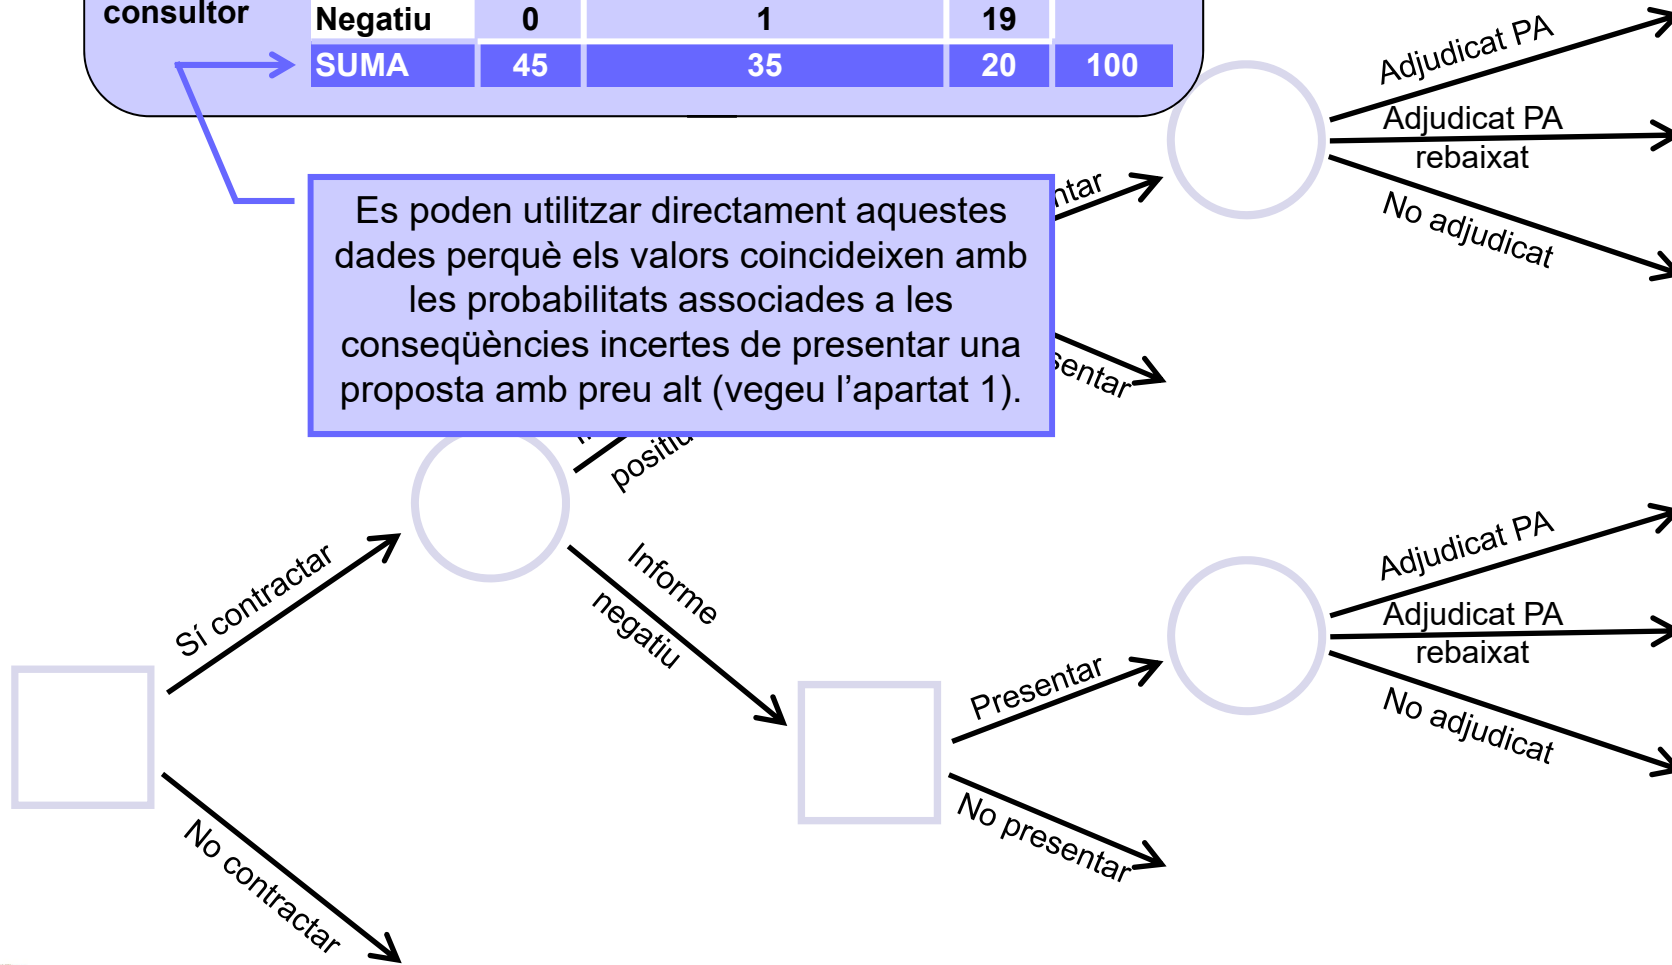 consultor
Negatiu 0 1 19
SUMA 45 35 20 100
Adjudicat PA
Adjudicat PA
rebaixat
No adjudicat
Es poden utilitzar directament aquestes
dades perquè els valors coincideixen amb
les probabilitats associades a les
conseqüències incertes de presentar una
proposta amb preu alt (vegeu l’apartat 1).
Sí contractar
No contractar
Informe
negatiu
Presentar
No presentar
Adjudicat PA
Adjudicat PA
rebaixat
No adjudicat